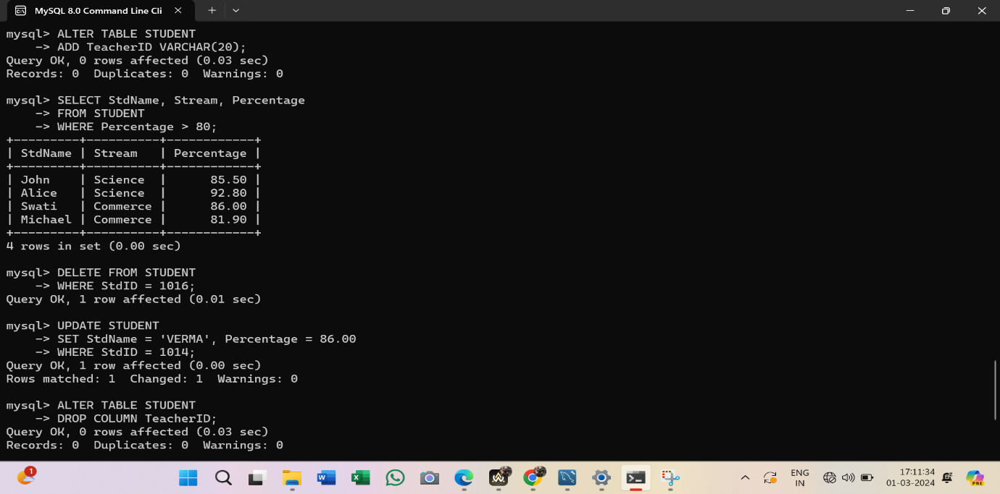 MySQL 8.0 Command Line Cli
mysql> ALTER TABLE STUDENT
    -> ADD TeacherID VARCHAR(20);
Query OK, 0 rows affected (0.03 sec)
Records: 0  Duplicates: 0  Warnings: 0
mysql> SELECT StdName, Stream, Percentage
    -> FROM STUDENT
    -> WHERE Percentage > 80;
+---------+----------+------------+
| StdName | Stream   | Percentage |
+---------+----------+------------+
| John    | Science  |      85.50 |
| Alice   | Science  |      92.80 |
| Swati   | Commerce |      86.00 |
| Michael | Commerce |      81.90 |
+---------+----------+------------+
4 rows in set (0.00 sec)
mysql> DELETE FROM STUDENT
    -> WHERE StdID = 1016;
Query OK, 1 row affected (0.01 sec)
mysql> UPDATE STUDENT
    -> SET StdName = 'VERMA', Percentage = 86.00
    -> WHERE StdID = 1014;
Query OK, 1 row affected (0.00 sec)
Rows matched: 1  Changed: 1  Warnings: 0
mysql> ALTER TABLE STUDENT
    -> DROP COLUMN TeacherID;
Query OK, 0 rows affected (0.03 sec)
Records: 0  Duplicates: 0  Warnings: 0
1
ENG
IN
17:11:34
01-03-2024
PRE